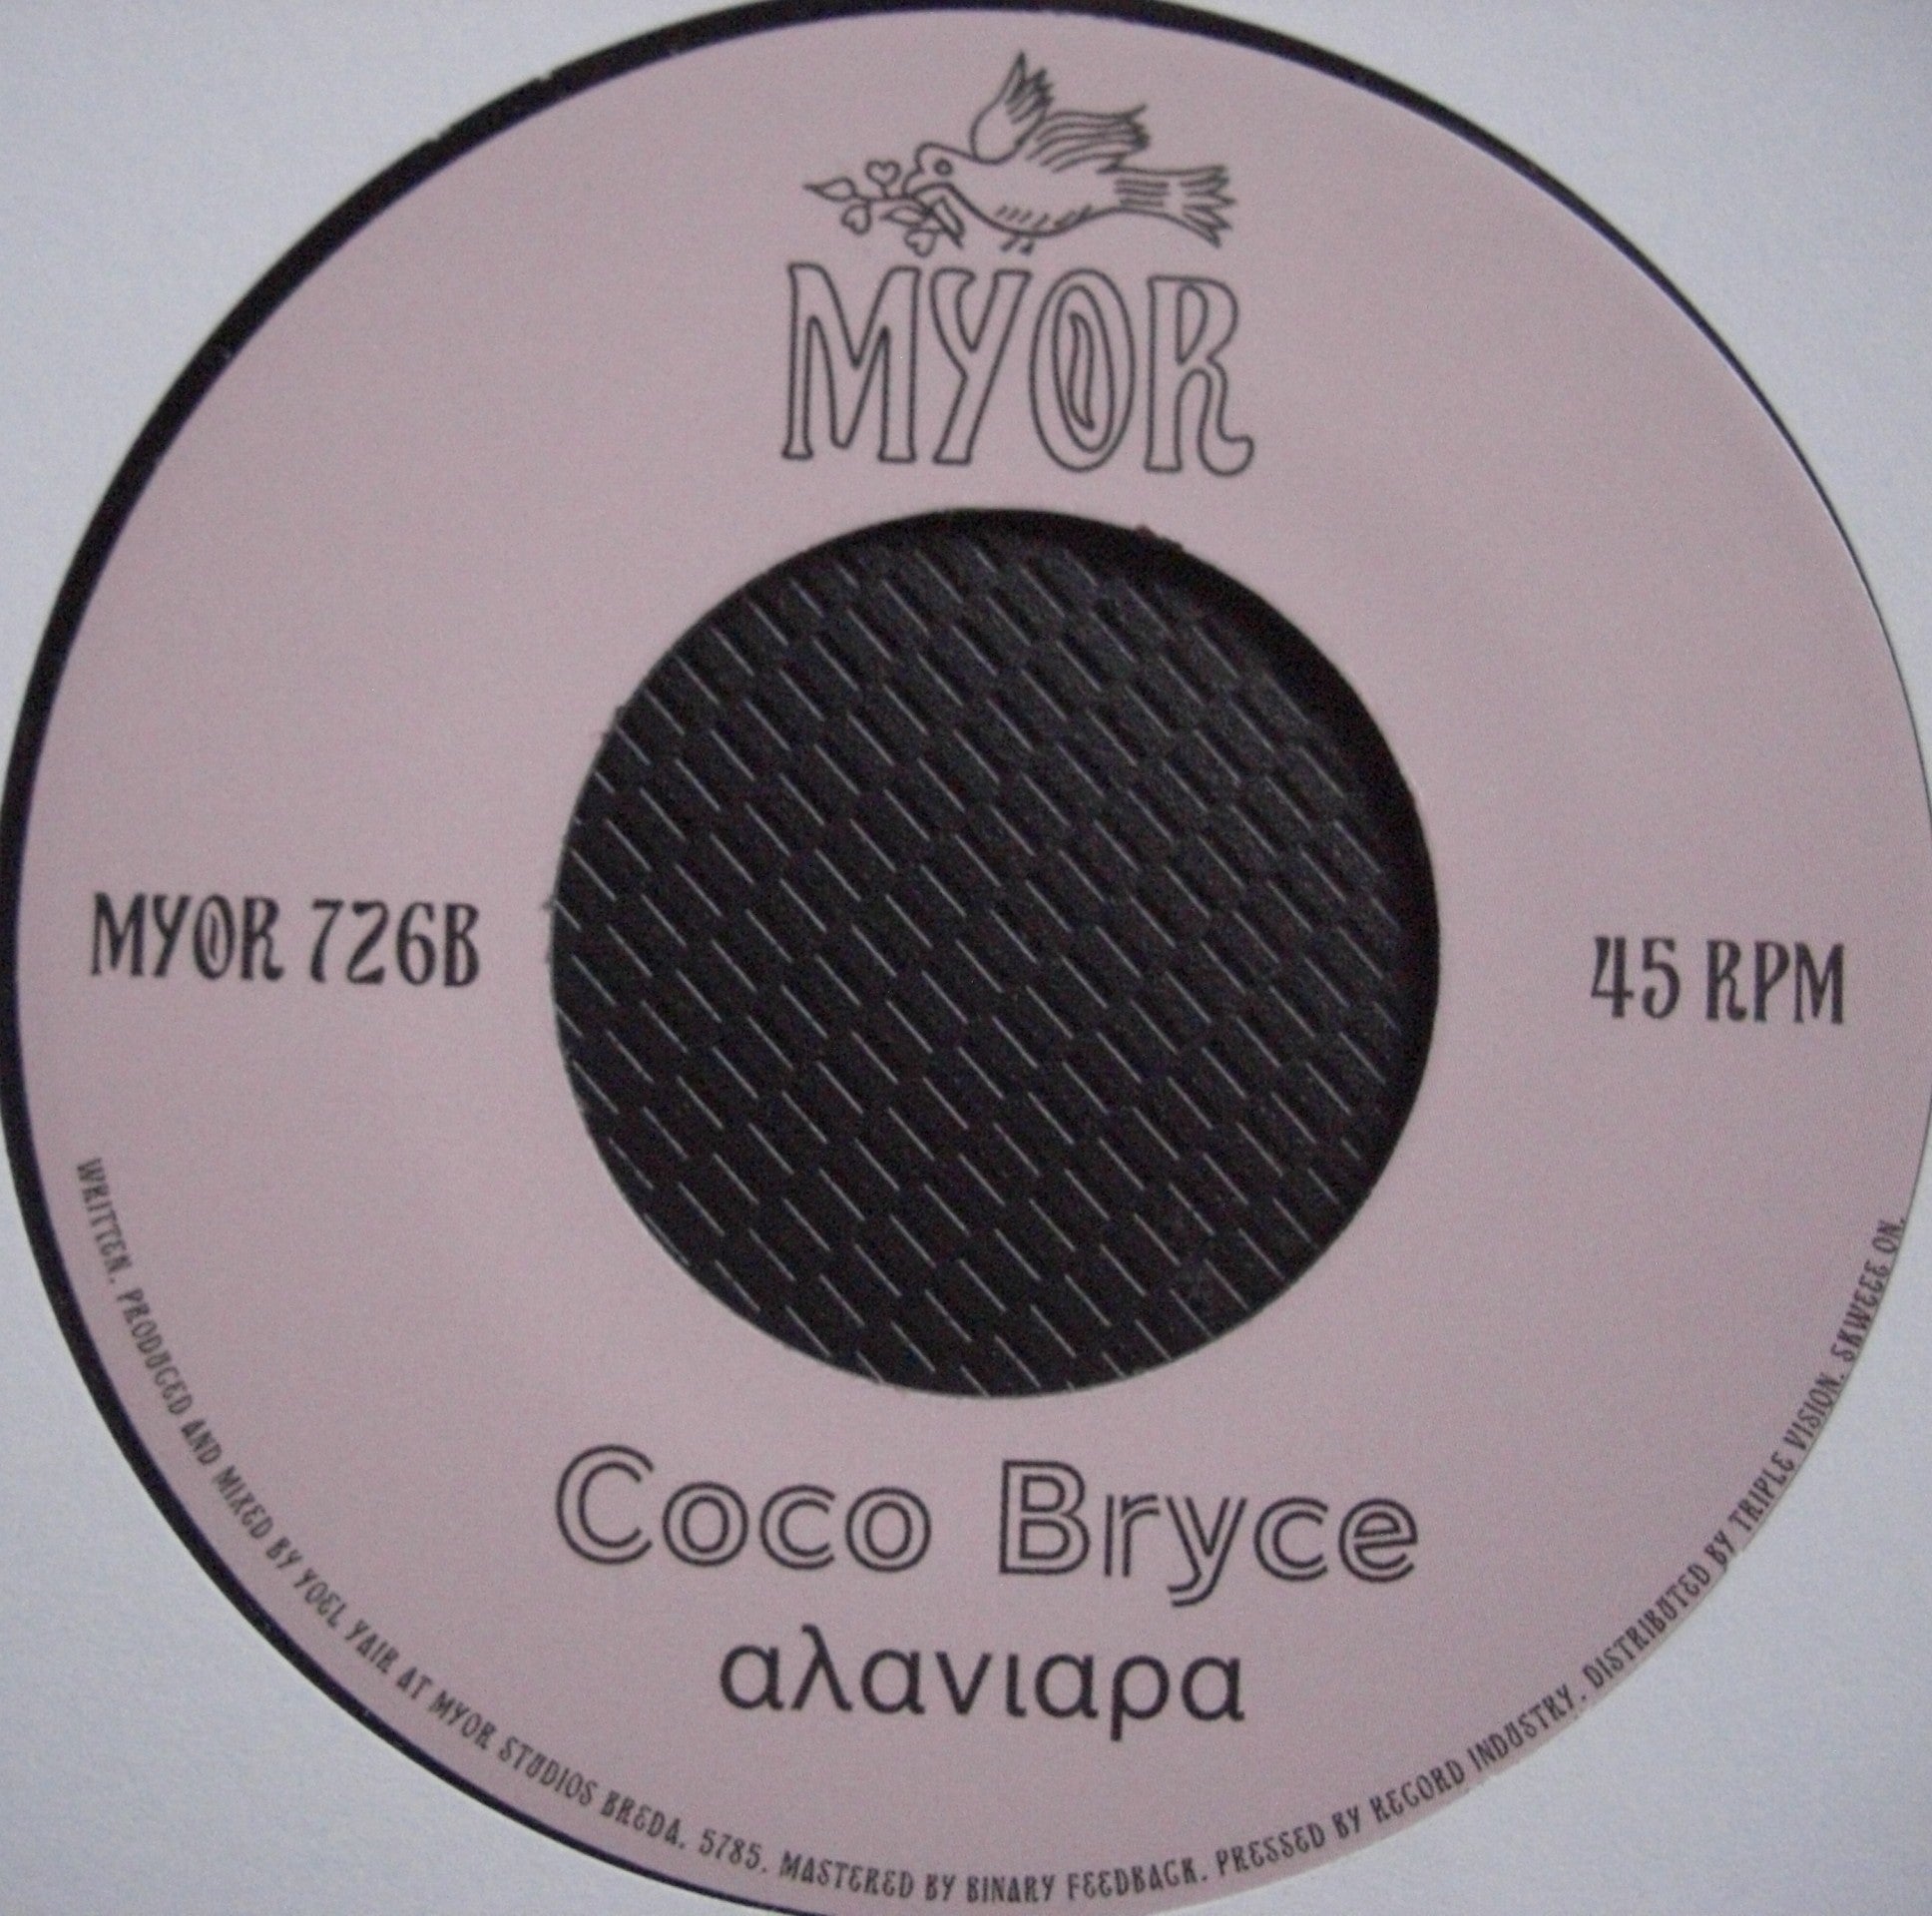 MYOR
MYOR 726B
45 RPM
Coco Bryce
αλανιαρα
WRITTEN, PRODUCED AND MIXED BY YOEL YAIR AT MYOR STUDIOS BREDA. 5785. MASTERED BY BINARY FEEDBACK. PRESSED BY RECORD INDUSTRY. DISTRIBUTED BY TRIPLE VISION. SKWEEE ON.